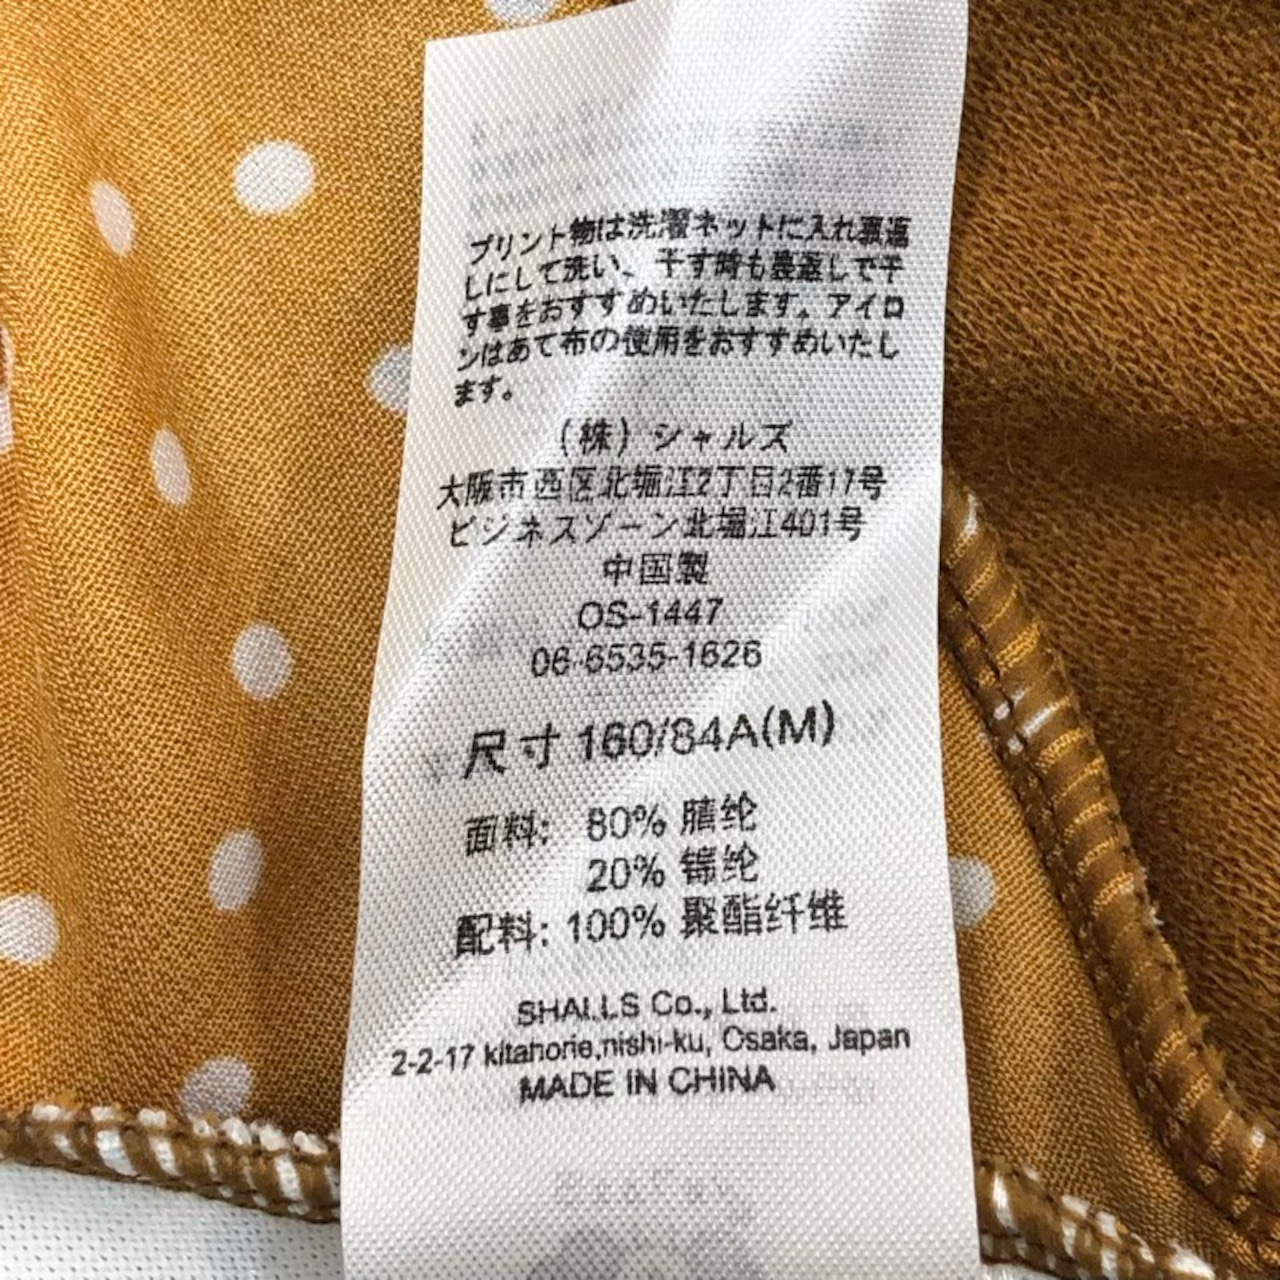 プリント物は洗濯ネットに入れ裏返
しにして洗い、干す時も裏返しで干
す事をおすすめいたします。アイロ
ンはあて布の使用をおすすめいたし
ます。
(株) シャルズ
大阪市西区北堀江2丁目2番17号
ビジネスゾーン北堀江401号
中国製
OS-1447
06-6535-1626
尺寸 160/84A(M)
面料: 80% 腈纶
20% 锦纶
配料: 100% 聚酯纤维
SHALLS Co., Ltd.
2-2-17 kitahorie,nishi-ku, Osaka, Japan
MADE IN CHINA